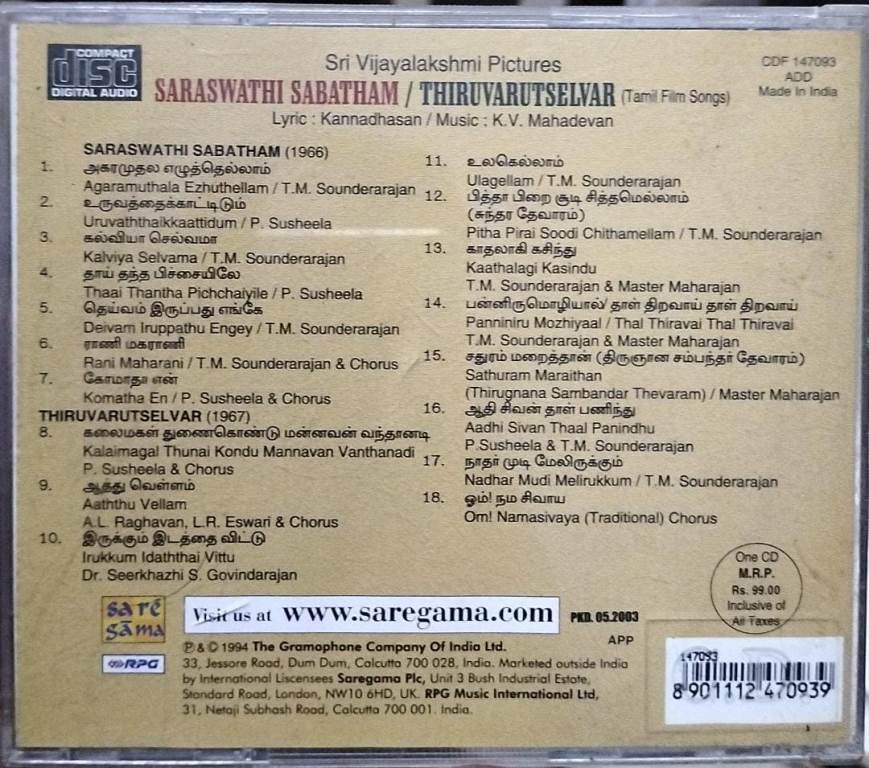 COMPACT
disc
DIGITAL AUDIO
Sri Vijayalakshmi Pictures
SARASWATHI SABATHAM / THIRUVARUTSELVAR (Tamil Film Songs)
Lyric : Kannadhasan / Music : K.V. Mahadevan
CDF 147093
ADD
Made in India
SARASWATHI SABATHAM (1966)
1. அகரமுதல எழுத்தெல்லாம்
Agaramuthala Ezhuthellam / T.M. Sounderarajan
2. உருவத்தைக்காட்டிடும்
Uruvaththaikkaattidum / P. Susheela
3. கல்வியா செல்வமா
Kalviya Selvama / T.M. Sounderarajan
4. தாய் தந்த பிச்சையிலே
Thaai Thantha Pichchaiyile / P. Susheela
5. தெய்வம் இருப்பது எங்கே
Deivam Iruppathu Engey / T.M. Sounderarajan
6. ராணி மகராணி
Rani Maharani / T.M. Sounderarajan & Chorus
7. கோமாதா என்
Komatha En / P. Susheela & Chorus
THIRUVARUTSELVAR (1967)
8. கலைமகள் துணைகொண்டு மன்னவன் வந்தானடி
Kalaimagal Thunai Kondu Mannavan Vanthanadi
P. Susheela & Chorus
9. ஆத்து வெள்ளம்
Aaththu Vellam
A.L. Raghavan, L.R. Eswari & Chorus
10. இருக்கும் இடத்தை விட்டு
Irukkum Idaththai Vittu
Dr. Seerkhazhi S. Govindarajan
11. உலகெல்லாம்
Ulagellam / T.M. Sounderarajan
12. பித்தா பிறை சூடி சித்தமெல்லாம்
(சுந்தர தேவாரம்)
Pitha Pirai Soodi Chithamellam / T.M. Sounderarajan
13. காதலாகி கசிந்து
Kaathalagi Kasindu
T.M. Sounderarajan & Master Maharajan
14. பன்னிருமொழியால்/ தாள் திறவாய் தாள் திறவாய்
Panniniru Mozhiyaal / Thal Thiravai Thal Thiravai
T.M. Sounderarajan & Master Maharajan
15. சதுரம் மறைத்தான் (திருஞான சம்பந்தர் தேவாரம்)
Sathuram Maraithan
(Thirugnana Sambandar Thevaram) / Master Maharajan
16. ஆதி சிவன் தாள் பணிந்து
Aadhi Sivan Thaal Panindhu
P.Susheela & T.M. Sounderarajan
17. நாதர் முடி மேலிருக்கும்
Nadhar Mudi Melirukkum / T.M. Sounderarajan
18. ஓம்! நம சிவாய
Om! Namasivaya (Traditional) Chorus
One CD
M.R.P.
Rs. 99.00
Inclusive of
All Taxes
saregama
RPG
Visit us at www.saregama.com PKD. 05.2003
APP
℗ & © 1994 The Gramophone Company Of India Ltd.
33, Jessore Road, Dum Dum, Calcutta 700 028, India. Marketed outside India
by International Liscensees Saregama Plc, Unit 3 Bush Industrial Estate,
Standard Road, London, NW10 6HD, UK. RPG Music International Ltd,
31, Netaji Subhash Road, Calcutta 700 001. India.
147093
8 901112 470939